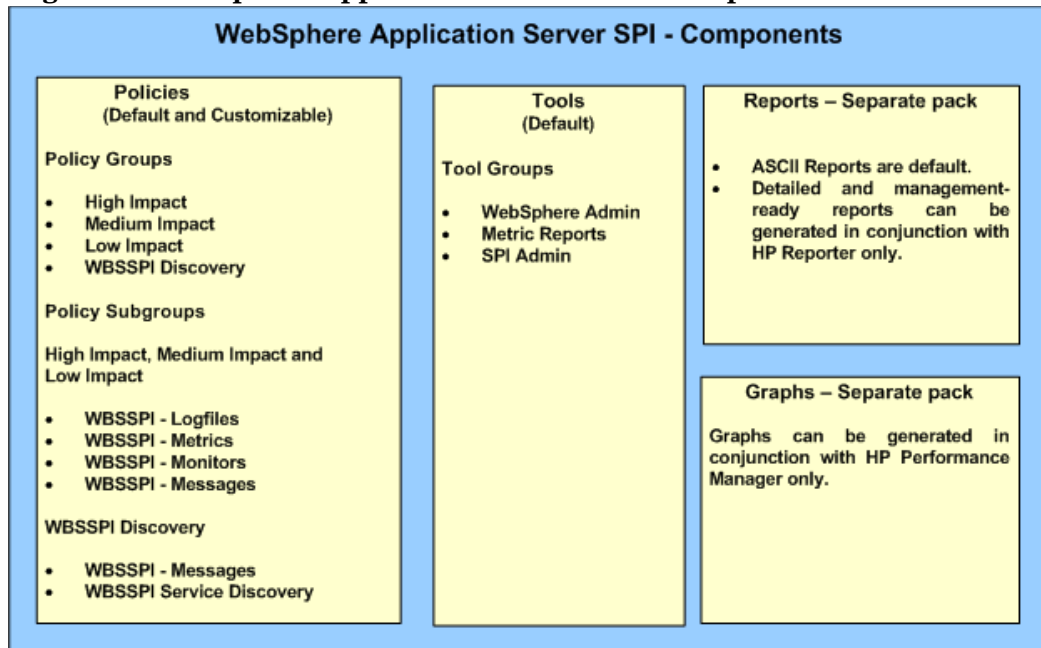 WebSphere Application Server SPI - Components
Policies
(Default and Customizable)
Policy Groups
• High Impact
• Medium Impact
• Low Impact
• WBSSPI Discovery
Policy Subgroups
High Impact, Medium Impact and
Low Impact
• WBSSPI - Logfiles
• WBSSPI - Metrics
• WBSSPI - Monitors
• WBSSPI - Messages
WBSSPI Discovery
• WBSSPI - Messages
• WBSSPI Service Discovery
Tools
(Default)
Tool Groups
• WebSphere Admin
• Metric Reports
• SPI Admin
Reports – Separate pack
• ASCII Reports are default.
• Detailed and management-
ready reports can be
generated in conjunction with
HP Reporter only.
Graphs – Separate pack
Graphs can be generated in
conjunction with HP Performance
Manager only.